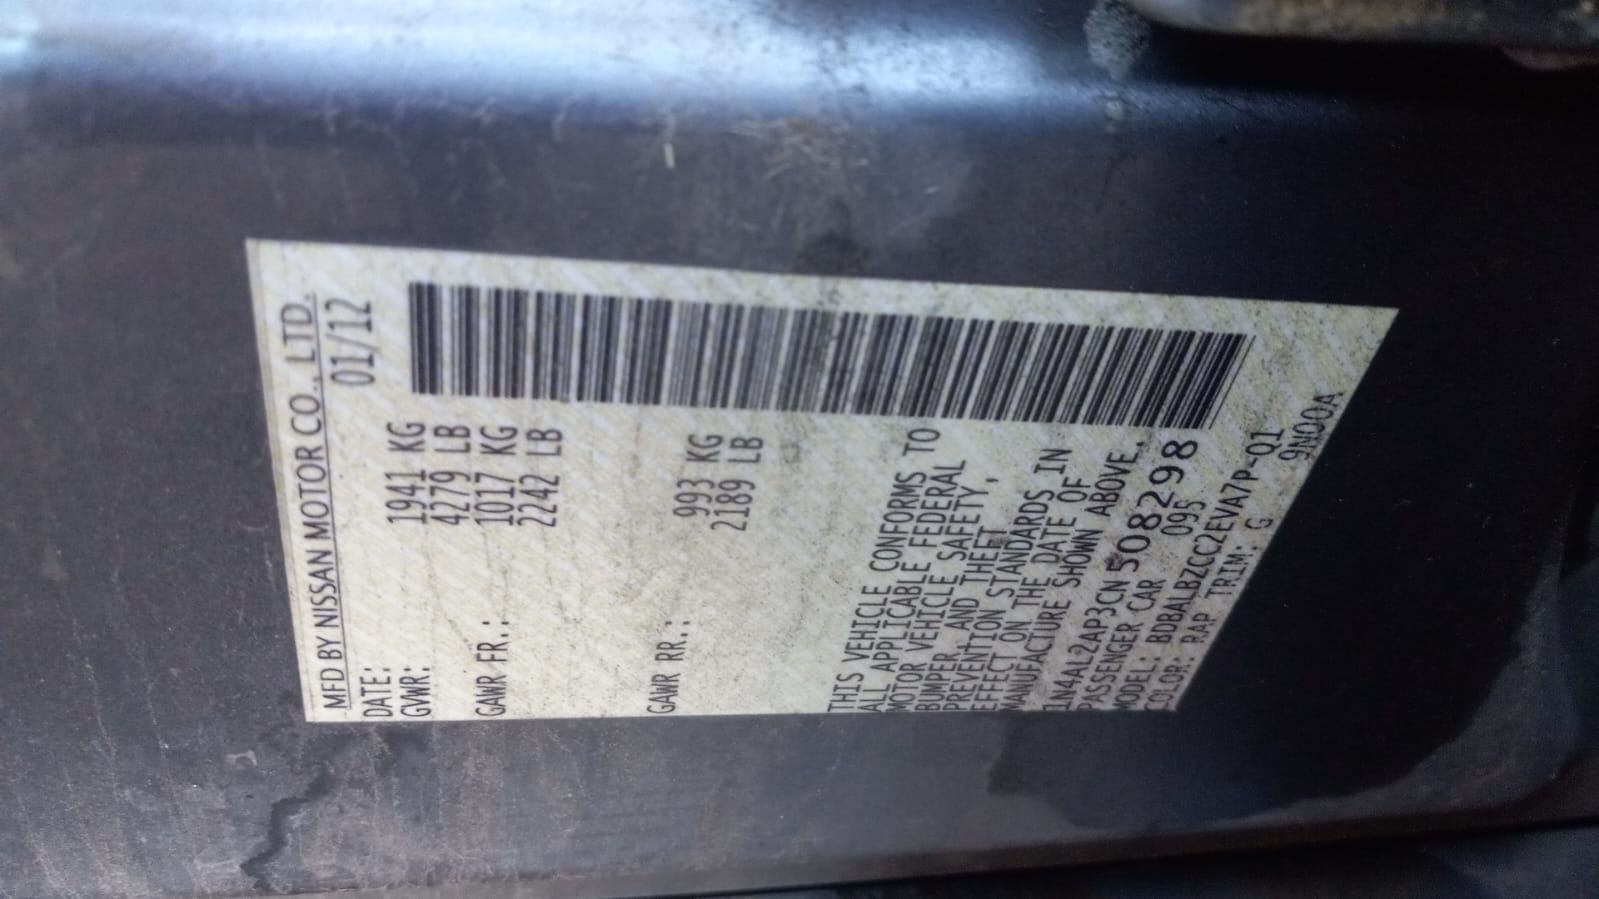 MFD BY NISSAN MOTOR CO., LTD.
DATE: 01/12
GVWR: 1941 KG
4279 LB
GAWR FR.: 1017 KG
2242 LB
GAWR RR.: 993 KG
2189 LB
THIS VEHICLE CONFORMS TO
ALL APPLICABLE FEDERAL
MOTOR VEHICLE SAFETY,
BUMPER, AND THEFT
PREVENTION STANDARDS IN
EFFECT ON THE DATE OF
MANUFACTURE SHOWN ABOVE.
1N4AL2AP3CN508298
PASSENGER CAR 095
MODEL: BDBALBZCC2EVA7P-Q1
COLOR: RAP TRIM: G 9N00A